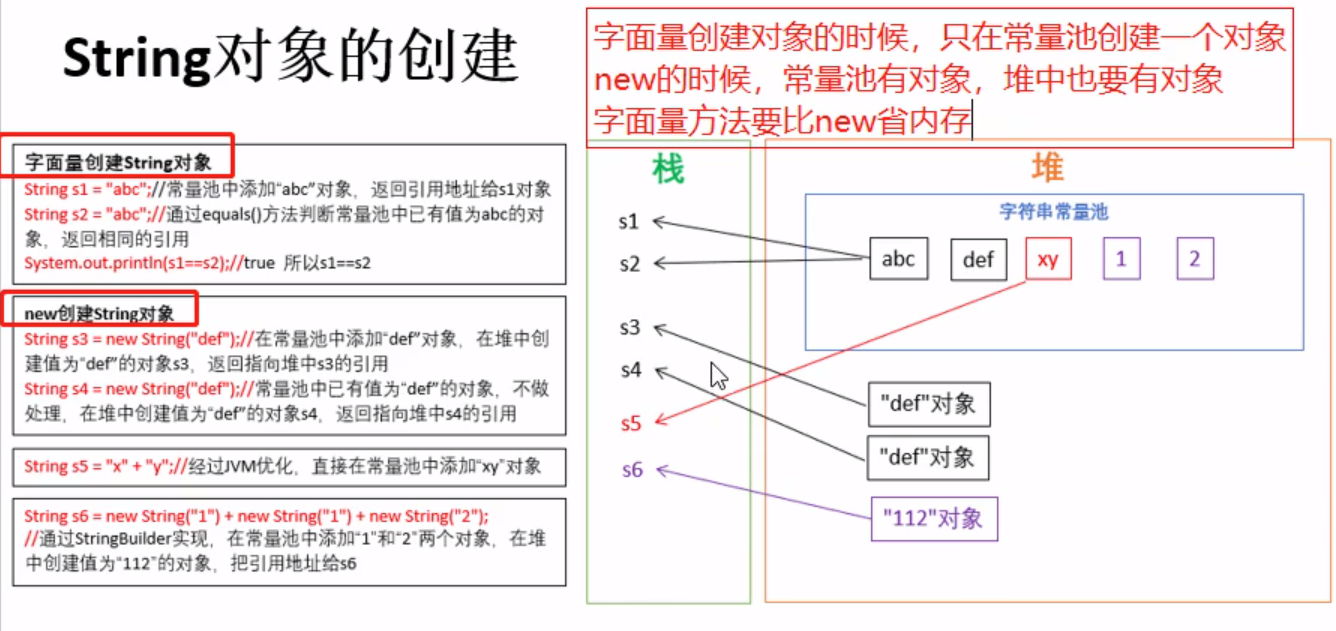 String对象的创建
字面量创建对象的时候，只在常量池创建一个对象
new的时候，常量池有对象，堆中也要有对象
字面量方法要比new省内存
字面量创建String对象
String s1 = "abc";//常量池中添加“abc”对象，返回引用地址给s1对象
String s2 = "abc";//通过equals()方法判断常量池中已有值为abc的对
象，返回相同的引用
System.out.println(s1==s2);//true  所以s1==s2
new创建String对象
String s3 = new String("def");//在常量池中添加“def”对象，在堆中创
建值为“def”的对象s3，返回指向堆中s3的引用
String s4 = new String("def");//常量池中已有值为“def”的对象，不做
处理，在堆中创建值为“def”的对象s4，返回指向堆中s4的引用
String s5 = "x" + "y";//经过JVM优化，直接在常量池中添加“xy”对象
String s6 = new String("1") + new String("1") + new String("2");
//通过StringBuilder实现，在常量池中添加“1”和“2”两个对象，在堆
中创建值为“112”的对象，把引用地址给s6
栈
s1
s2
s3
s4
s5
s6
堆
字符串常量池
abc def xy 1 2
"def"对象
"def"对象
"112"对象